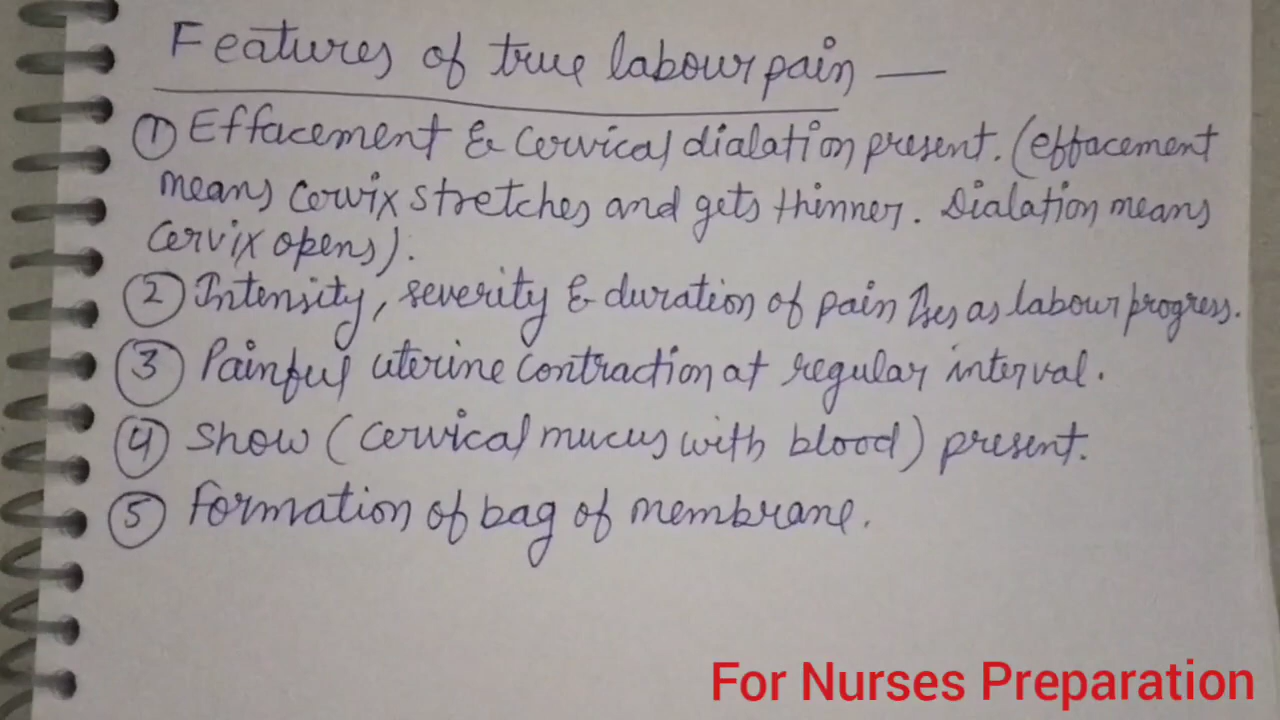 Features of true labour pain —
① Effacement & Cervical dialation present. (effacement
means cervix stretches and gets thinner. Dialation means
cervix opens).
② Intensity, severity & duration of pain ↑ses as labour progress.
③ Painful uterine contraction at regular interval.
④ Show (cervical mucus with blood) present.
⑤ Formation of bag of membrane.
For Nurses Preparation